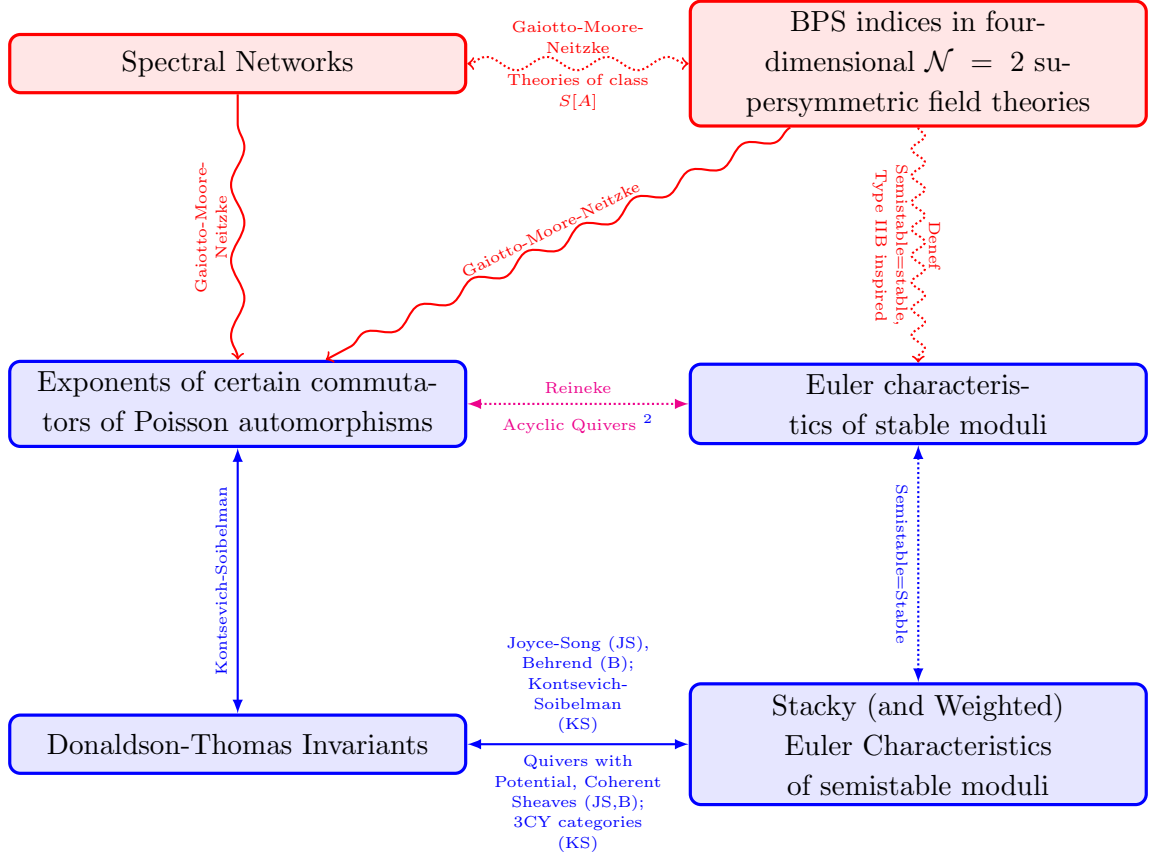 Spectral Networks
Gaiotto-Moore-
Neitzke
Theories of class
S[A]
BPS indices in four-
dimensional 𝒩 = 2 su-
persymmetric field theories
Gaiotto-Moore-
Neitzke
Gaiotto-Moore-Neitzke
Denef
Semistable=stable,
Type IIB inspired
Exponents of certain commuta-
tors of Poisson automorphisms
Reineke
Acyclic Quivers ²
Euler characteris-
tics of stable moduli
Kontsevich-Soibelman
Semistable=Stable
Donaldson-Thomas Invariants
Joyce-Song (JS),
Behrend (B);
Kontsevich-
Soibelman
(KS)
Quivers with
Potential, Coherent
Sheaves (JS,B);
3CY categories
(KS)
Stacky (and Weighted)
Euler Characteristics
of semistable moduli